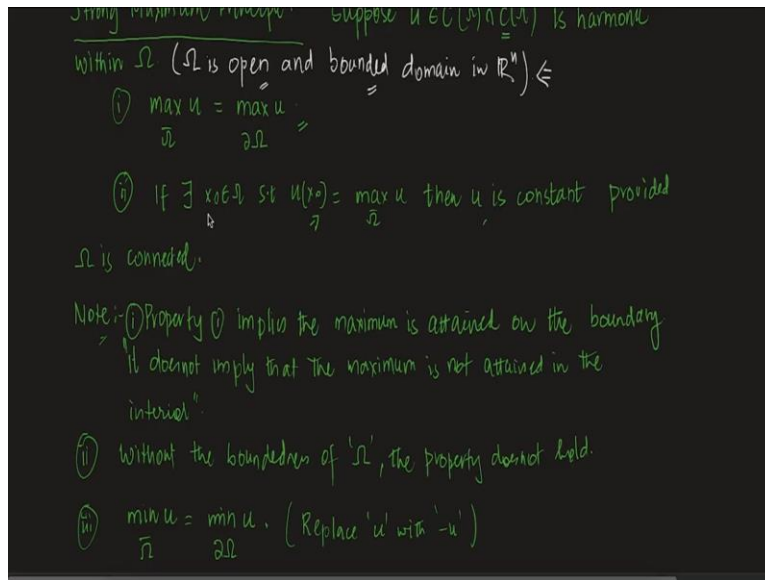 Strong Maximum Principle: Suppose u ∈ C²(Ω) ∩ C(Ω̄) is harmonic
within Ω (Ω is open and bounded domain in ℝⁿ) ⇐
(i) max u = max u
Ω̄ ∂Ω
(ii) If ∃ x₀∈Ω s.t u(x₀) = max u then u is constant provided
Ω̄
Ω is connected.
Note:- (i) Property (i) implies the maximum is attained on the boundary
"It doesnot imply that the maximum is not attained in the
interior".
(ii) Without the boundedness of 'Ω', the property doesnot hold.
(iii) min u = min u . (Replace 'u' with '-u')
Ω̄ ∂Ω